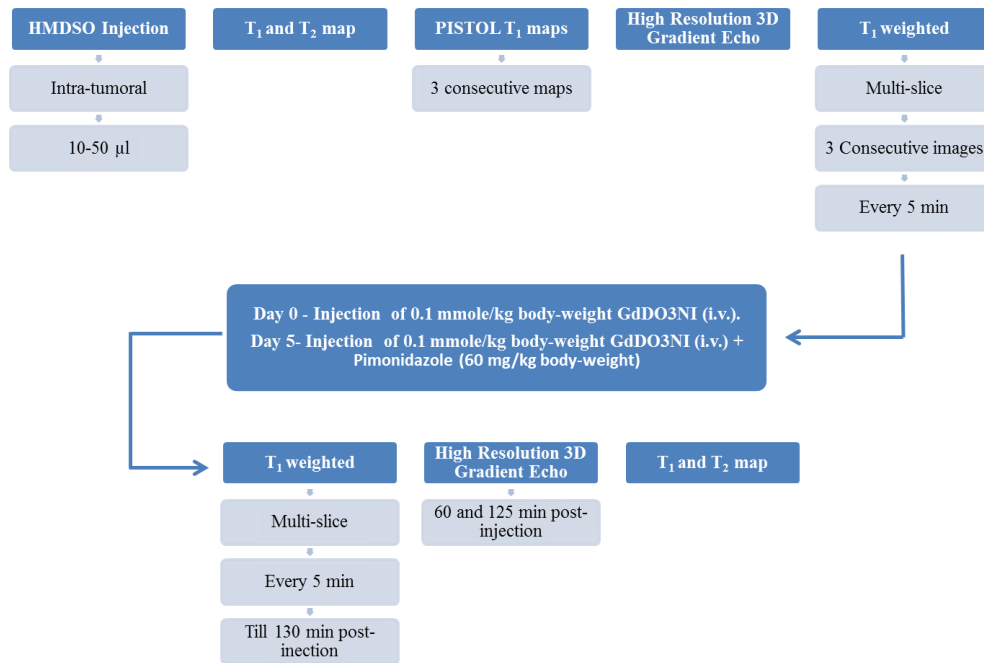 HMDSO Injection
Intra-tumoral
10-50 µl
T₁ and T₂ map
PISTOL T₁ maps
3 consecutive maps
High Resolution 3D
Gradient Echo
T₁ weighted
Multi-slice
3 Consecutive images
Every 5 min
Day 0 - Injection of 0.1 mmole/kg body-weight GdDO3NI (i.v.).
Day 5- Injection of 0.1 mmole/kg body-weight GdDO3NI (i.v.) +
Pimonidazole (60 mg/kg body-weight)
T₁ weighted
Multi-slice
Every 5 min
Till 130 min post-
inection
High Resolution 3D
Gradient Echo
60 and 125 min post-
injection
T₁ and T₂ map